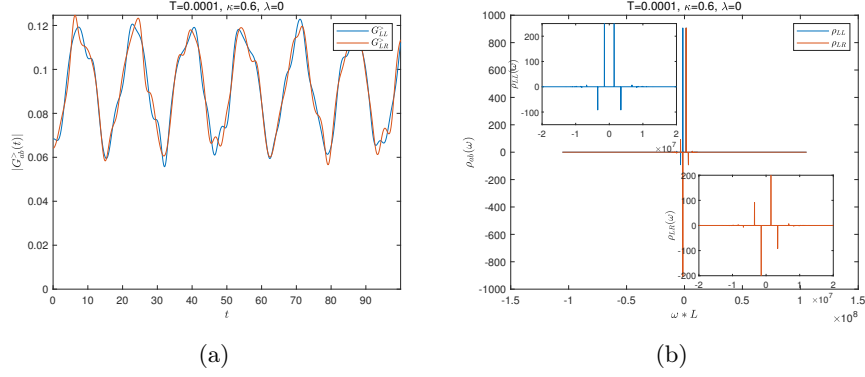 T=0.0001, κ=0.6, λ=0
0.12
0.1
0.08
0.06
0.04
0.02
0
|G^>_{ab}(t)|
G^>_{LL}
G^>_{LR}
0 10 20 30 40 50 60 70 80 90
t
(a)
T=0.0001, κ=0.6, λ=0
1000
800
600
400
200
0
-200
-400
-600
-800
-1000
ρ_{ab}(ω)
ρ_{LL}
ρ_{LR}
ρ_{LL}(ω)
200
100
0
-100
-2 -1 0 1 2
×10^7
ρ_{LR}(ω)
200
100
0
-100
-200
-2 -1 0 1 2
×10^7
-1.5 -1 -0.5 0 0.5 1 1.5
×10^8
ω * L
(b)